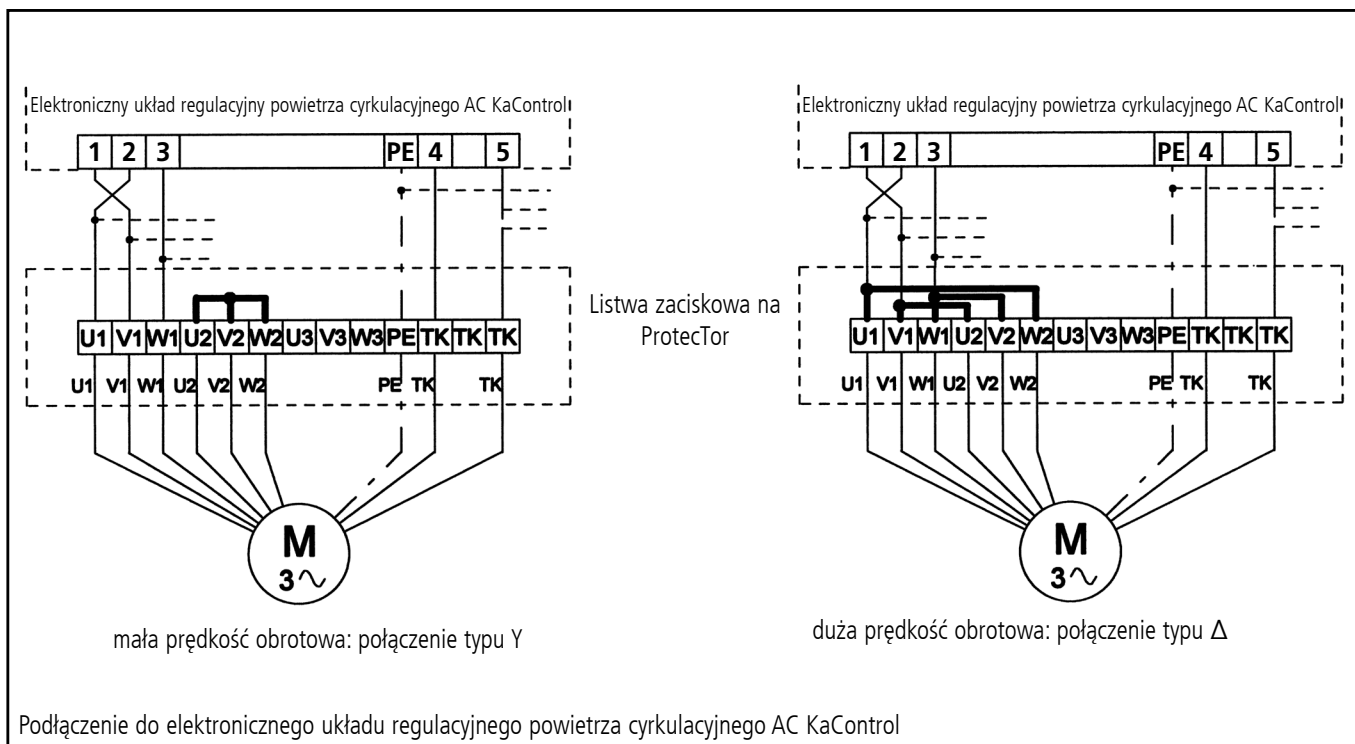 Elektroniczny układ regulacyjny powietrza cyrkulacyjnego AC KaControl
1 2 3 PE 4 5
U1 V1 W1 U2 V2 W2 U3 V3 W3 PE TK TK TK
U1 V1 W1 U2 V2 W2 PE TK TK
M
3∿
mała prędkość obrotowa: połączenie typu Y
Listwa zaciskowa na
ProtecTor
Elektroniczny układ regulacyjny powietrza cyrkulacyjnego AC KaControl
1 2 3 PE 4 5
U1 V1 W1 U2 V2 W2 U3 V3 W3 PE TK TK TK
U1 V1 W1 U2 V2 W2 PE TK TK
M
3∿
duża prędkość obrotowa: połączenie typu Δ
Podłączenie do elektronicznego układu regulacyjnego powietrza cyrkulacyjnego AC KaControl